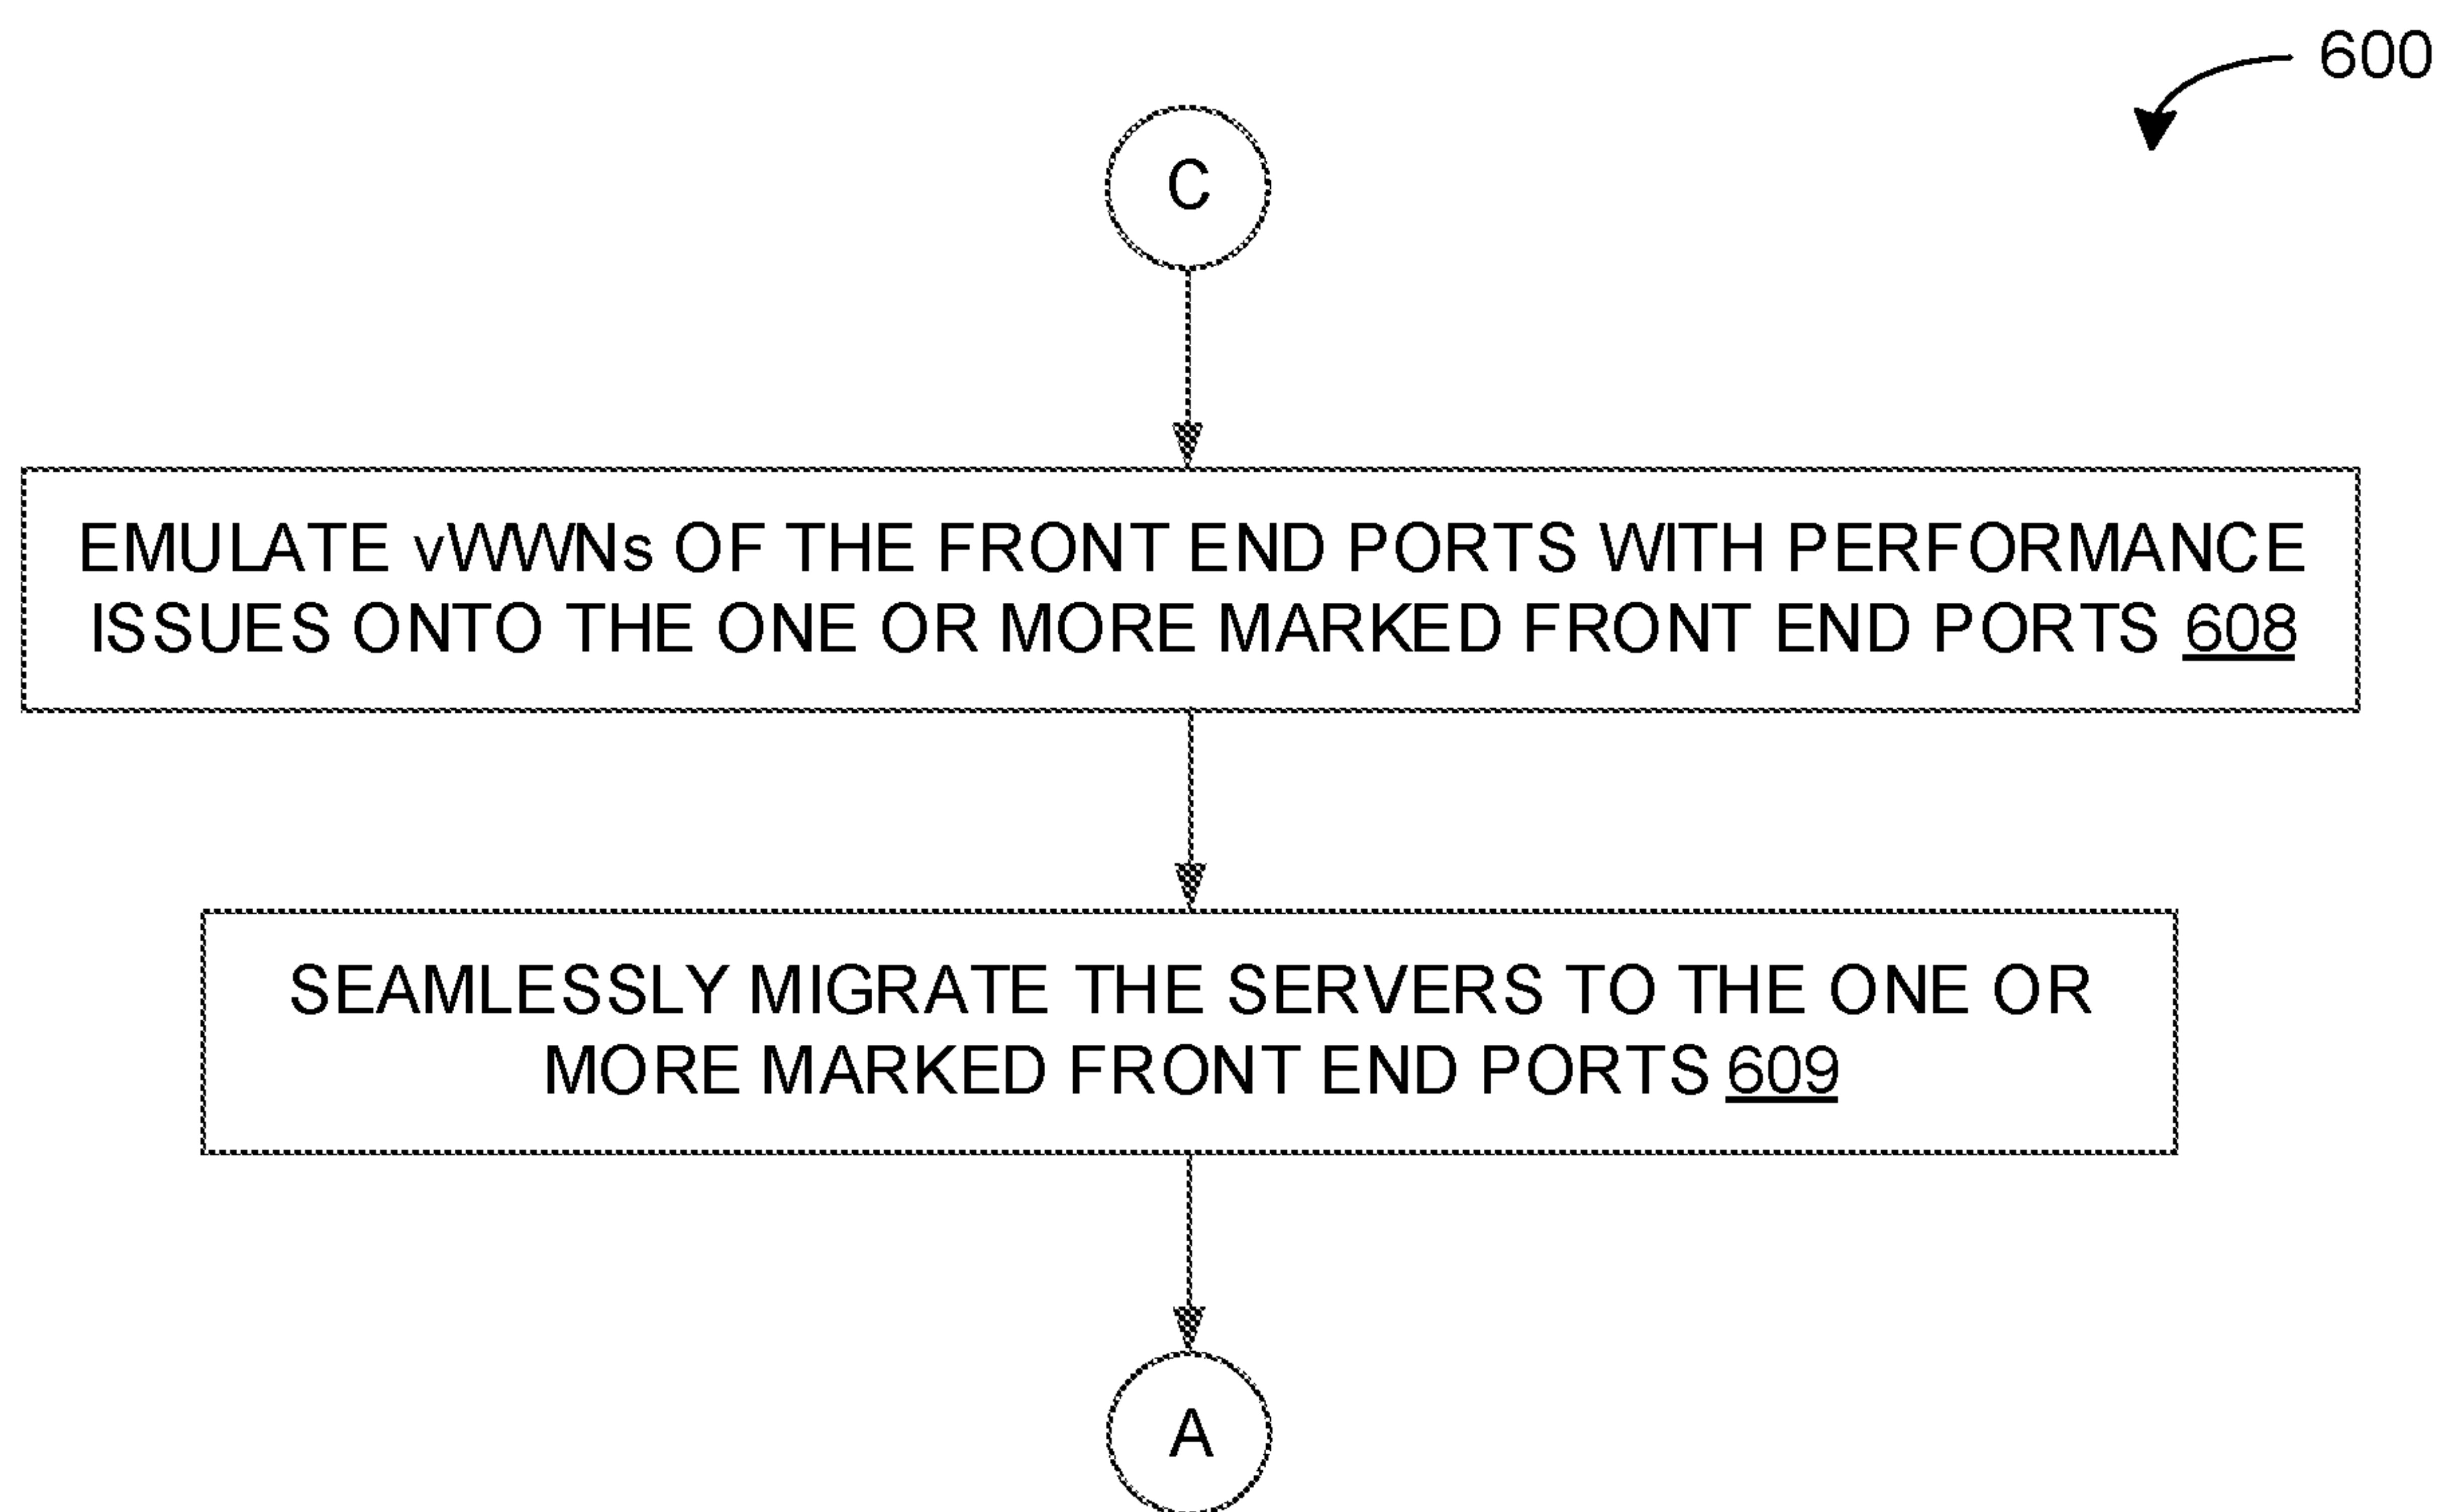 600
C
EMULATE vWWNs OF THE FRONT END PORTS WITH PERFORMANCE
ISSUES ONTO THE ONE OR MORE MARKED FRONT END PORTS 608
SEAMLESSLY MIGRATE THE SERVERS TO THE ONE OR
MORE MARKED FRONT END PORTS 609
A